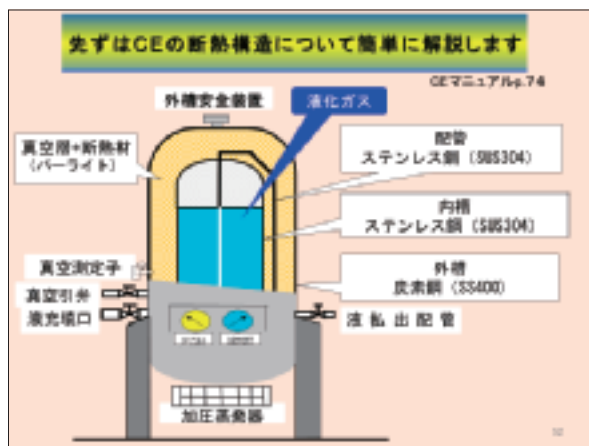 先ずはCEの断熱構造について簡単に解説します
CEマニュアルp.74
外槽安全装置
液化ガス
真空層+断熱材
(パーライト)
配管
ステンレス鋼(SUS304)
内槽
ステンレス鋼(SUS304)
真空測定子
外槽
炭素鋼(SS400)
真空引弁
液充填口
液払出配管
加圧蒸発器